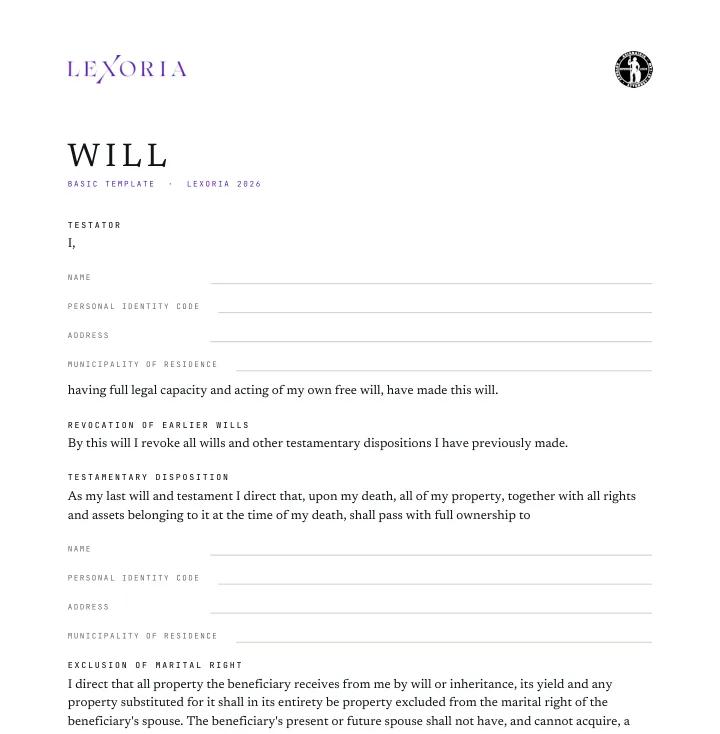 LEXORIA
WILL
BASIC TEMPLATE · LEXORIA 2026
TESTATOR
I,
NAME
PERSONAL IDENTITY CODE
ADDRESS
MUNICIPALITY OF RESIDENCE
having full legal capacity and acting of my own free will, have made this will.
REVOCATION OF EARLIER WILLS
By this will I revoke all wills and other testamentary dispositions I have previously made.
TESTAMENTARY DISPOSITION
As my last will and testament I direct that, upon my death, all of my property, together with all rights
and assets belonging to it at the time of my death, shall pass with full ownership to
NAME
PERSONAL IDENTITY CODE
ADDRESS
MUNICIPALITY OF RESIDENCE
EXCLUSION OF MARITAL RIGHT
I direct that all property the beneficiary receives from me by will or inheritance, its yield and any
property substituted for it shall in its entirety be property excluded from the marital right of the
beneficiary's spouse. The beneficiary's present or future spouse shall not have, and cannot acquire, a